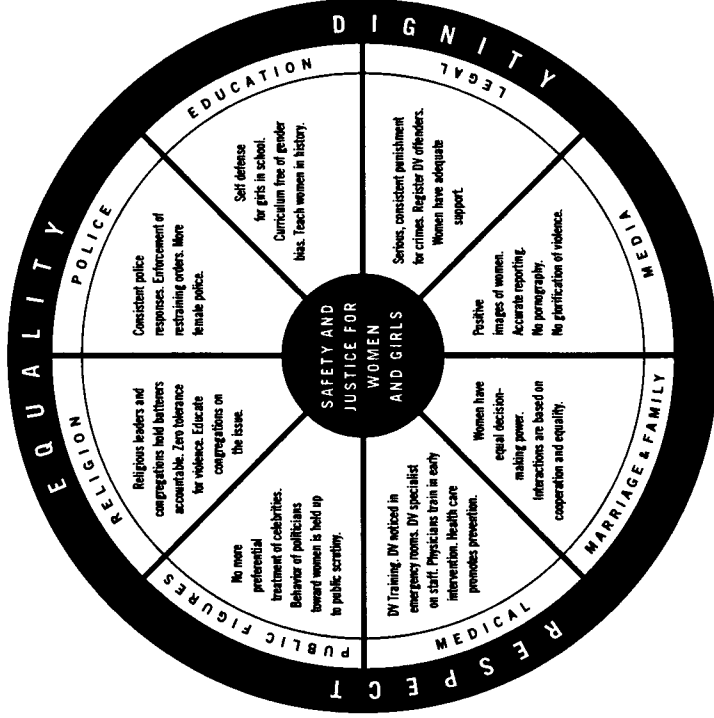 EQUALITY
DIGNITY
RESPECT
SAFETY AND
JUSTICE FOR
WOMEN
AND GIRLS
POLICE
Consistent police
responses. Enforcement of
restraining orders. More
female police.
EDUCATION
Self defense
for girls in school.
Curriculum free of gender
bias. Teach women in history.
LEGAL
Serious, consistent punishment
for crimes. Register DV offenders.
Women have adequate
support.
MEDIA
Positive
images of women.
Accurate reporting.
No pornography.
No glorification of violence.
MARRIAGE & FAMILY
Women have
equal decision-
making power.
Interactions are based on
cooperation and equality.
MEDICAL
DV Training. DV noticed in
emergency rooms. DV specialist
on staff. Physicians train in early
intervention. Health care
promotes prevention.
PUBLIC FIGURES
No more
preferential
treatment of celebrities.
Behavior of politicians
toward women is held up
to public scrutiny.
RELIGION
Religious leaders and
congregations hold batterers
accountable. Zero tolerance
for violence. Educate
congregations on
the issue.